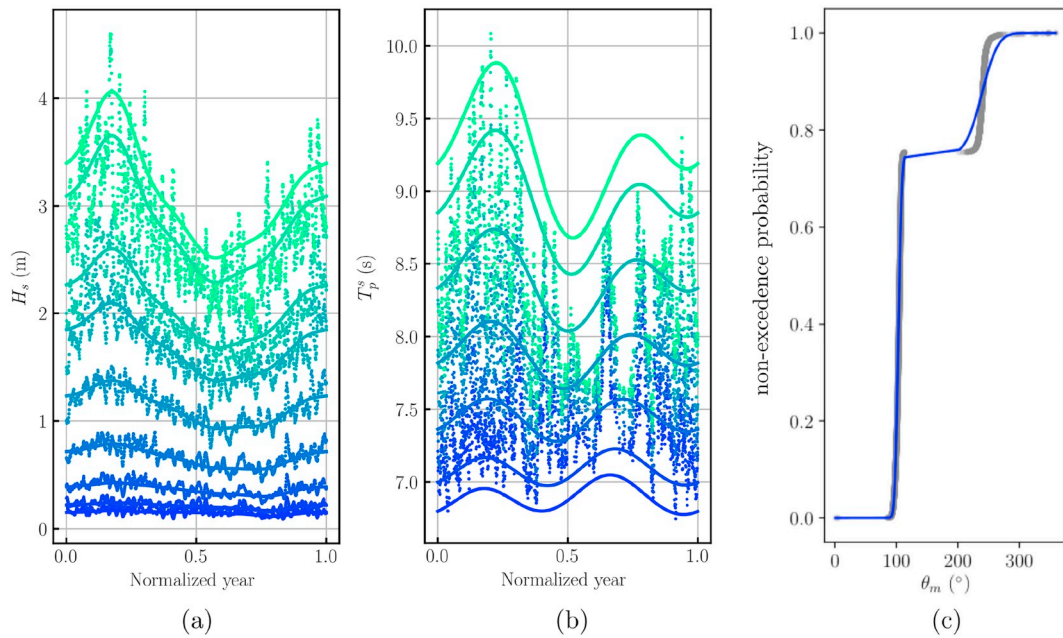 4
3
2
1
0
H_s (m)
0.0 0.5 1.0
Normalized year
(a)
10.0
9.5
9.0
8.5
8.0
7.5
7.0
T_p^s (s)
0.0 0.5 1.0
Normalized year
(b)
1.0
0.8
0.6
0.4
0.2
0.0
non-excedence probability
0 100 200 300
θ_m (°)
(c)